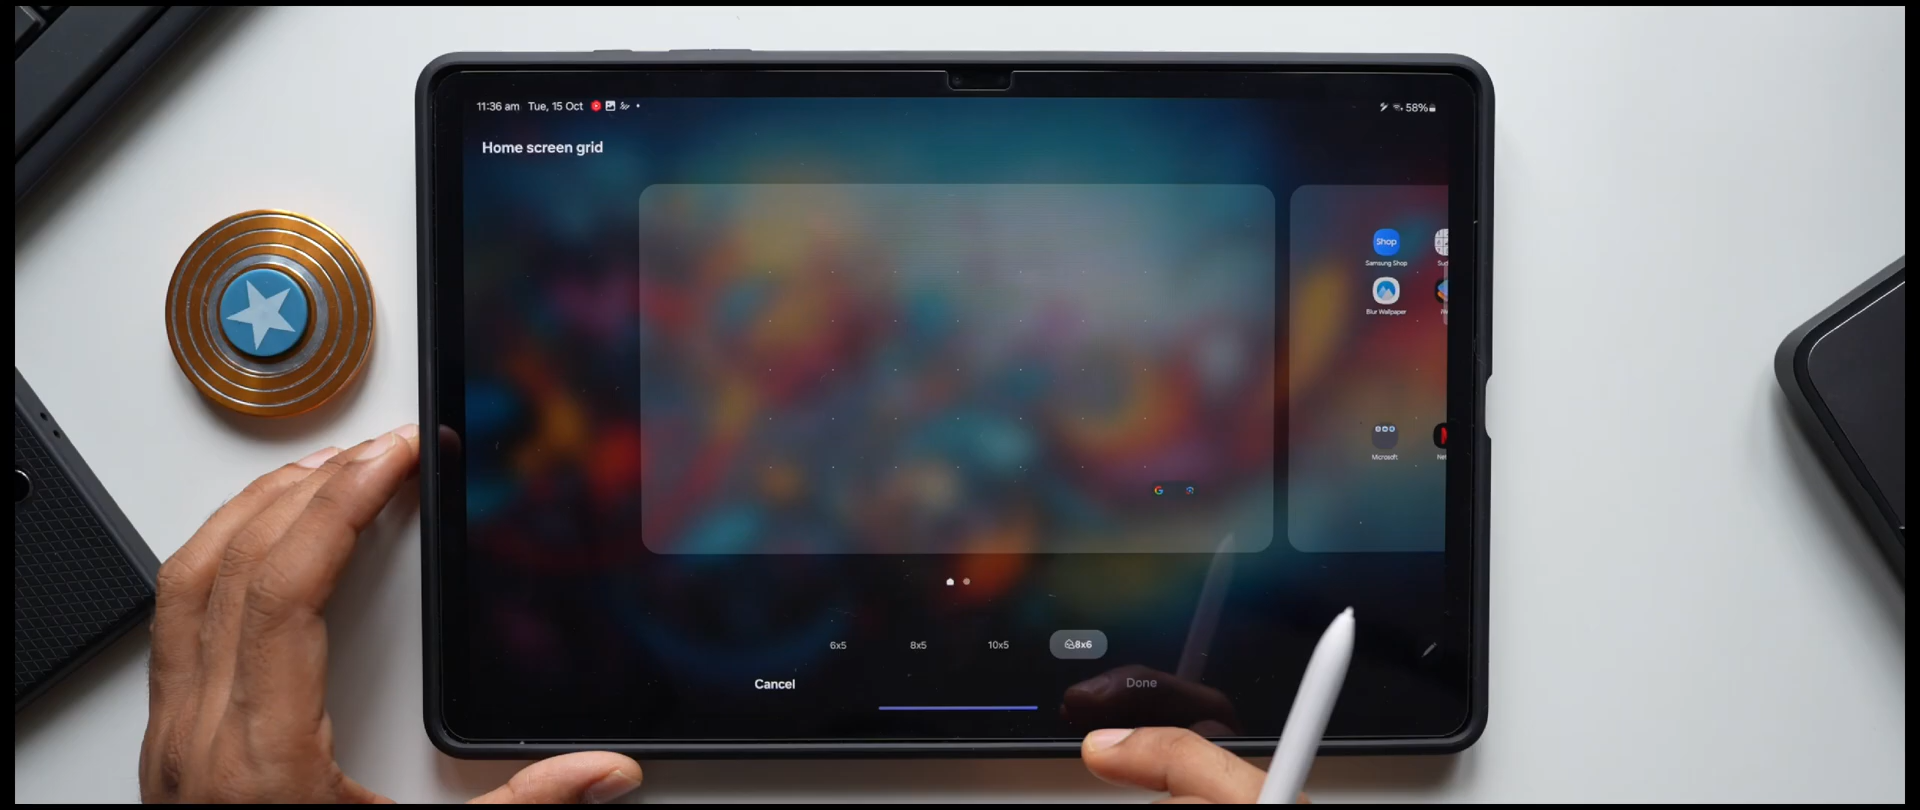 11:36 am Tue, 15 Oct
58%
Home screen grid
Shop
Samsung Shop
Blur Wallpaper
Microsoft
6x5
8x5
10x5
8x6
Cancel
Done